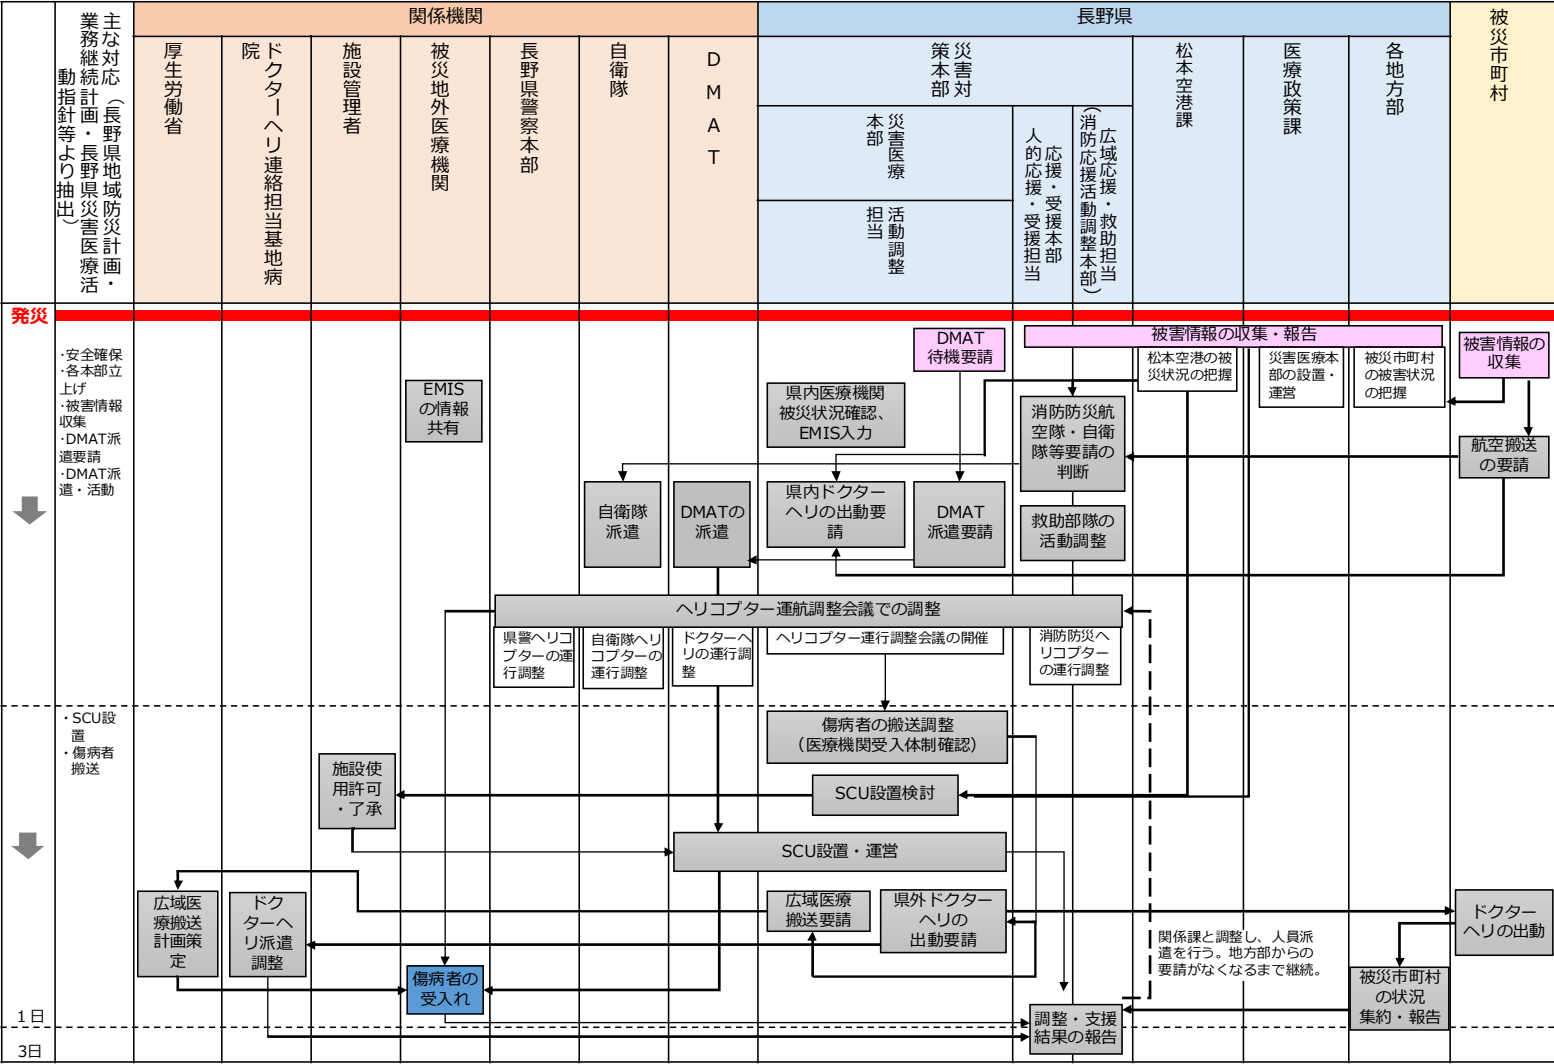 関係機関
長野県
被災市町村
主な対応（長野県地域防災計画・
業務継続計画・長野県災害医療活
動指針等より抽出）
厚生労働省
ドクターヘリ連絡担当基地病
院
施設管理者
被災地外医療機関
長野県警察本部
自衛隊
DMAT
災害対
策本部
災害医療
本部
活動調整
担当
応援・受援本部
人的応援・受援担当
広域応援・救助担当
（消防応援活動調整本部）
松本空港課
医療政策課
各地方部
発災
・安全確保
・各本部立
上げ
・被害情報
収集
・DMAT派
遣要請
・DMAT派
遣・活動
DMAT
待機要請
被害情報の収集・報告
松本空港の被
災状況の把握
災害医療本
部の設置・
運営
被災市町村
の被害状況
の把握
被害情報の
収集
EMIS
の情報
共有
県内医療機関
被災状況確認、
EMIS入力
消防防災航
空隊・自衛
隊等要請の
判断
航空搬送
の要請
自衛隊
派遣
DMATの
派遣
県内ドクター
ヘリの出動要
請
DMAT
派遣要請
救助部隊の
活動調整
ヘリコプター運航調整会議での調整
県警ヘリコ
プターの運
行調整
自衛隊ヘリ
コプターの
運行調整
ドクターヘ
リの運行調
整
ヘリコプター運行調整会議の開催
消防防災ヘ
リコプター
の運行調整
・SCU設
置
・傷病者
搬送
傷病者の搬送調整
（医療機関受入体制確認）
施設使
用許可
・了承
SCU設置検討
SCU設置・運営
広域医
療搬送
計画策
定
ドク
ターヘ
リ派遣
調整
広域医療
搬送要請
県外ドクター
ヘリの
出動要請
ドクター
ヘリの出動
関係課と調整し、人員派
遣を行う。地方部からの
要請がなくなるまで継続。
傷病者の
受入れ
被災市町村
の状況
集約・報告
調整・支援
結果の報告
1日
3日